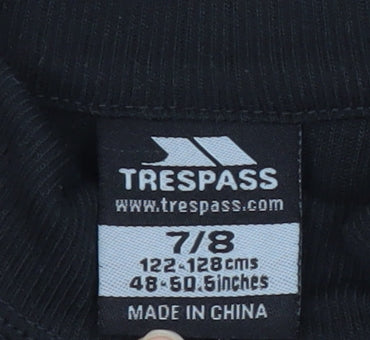 TRESPASS
www.trespass.com
7/8
122-128cms
48-50.5inches
MADE IN CHINA